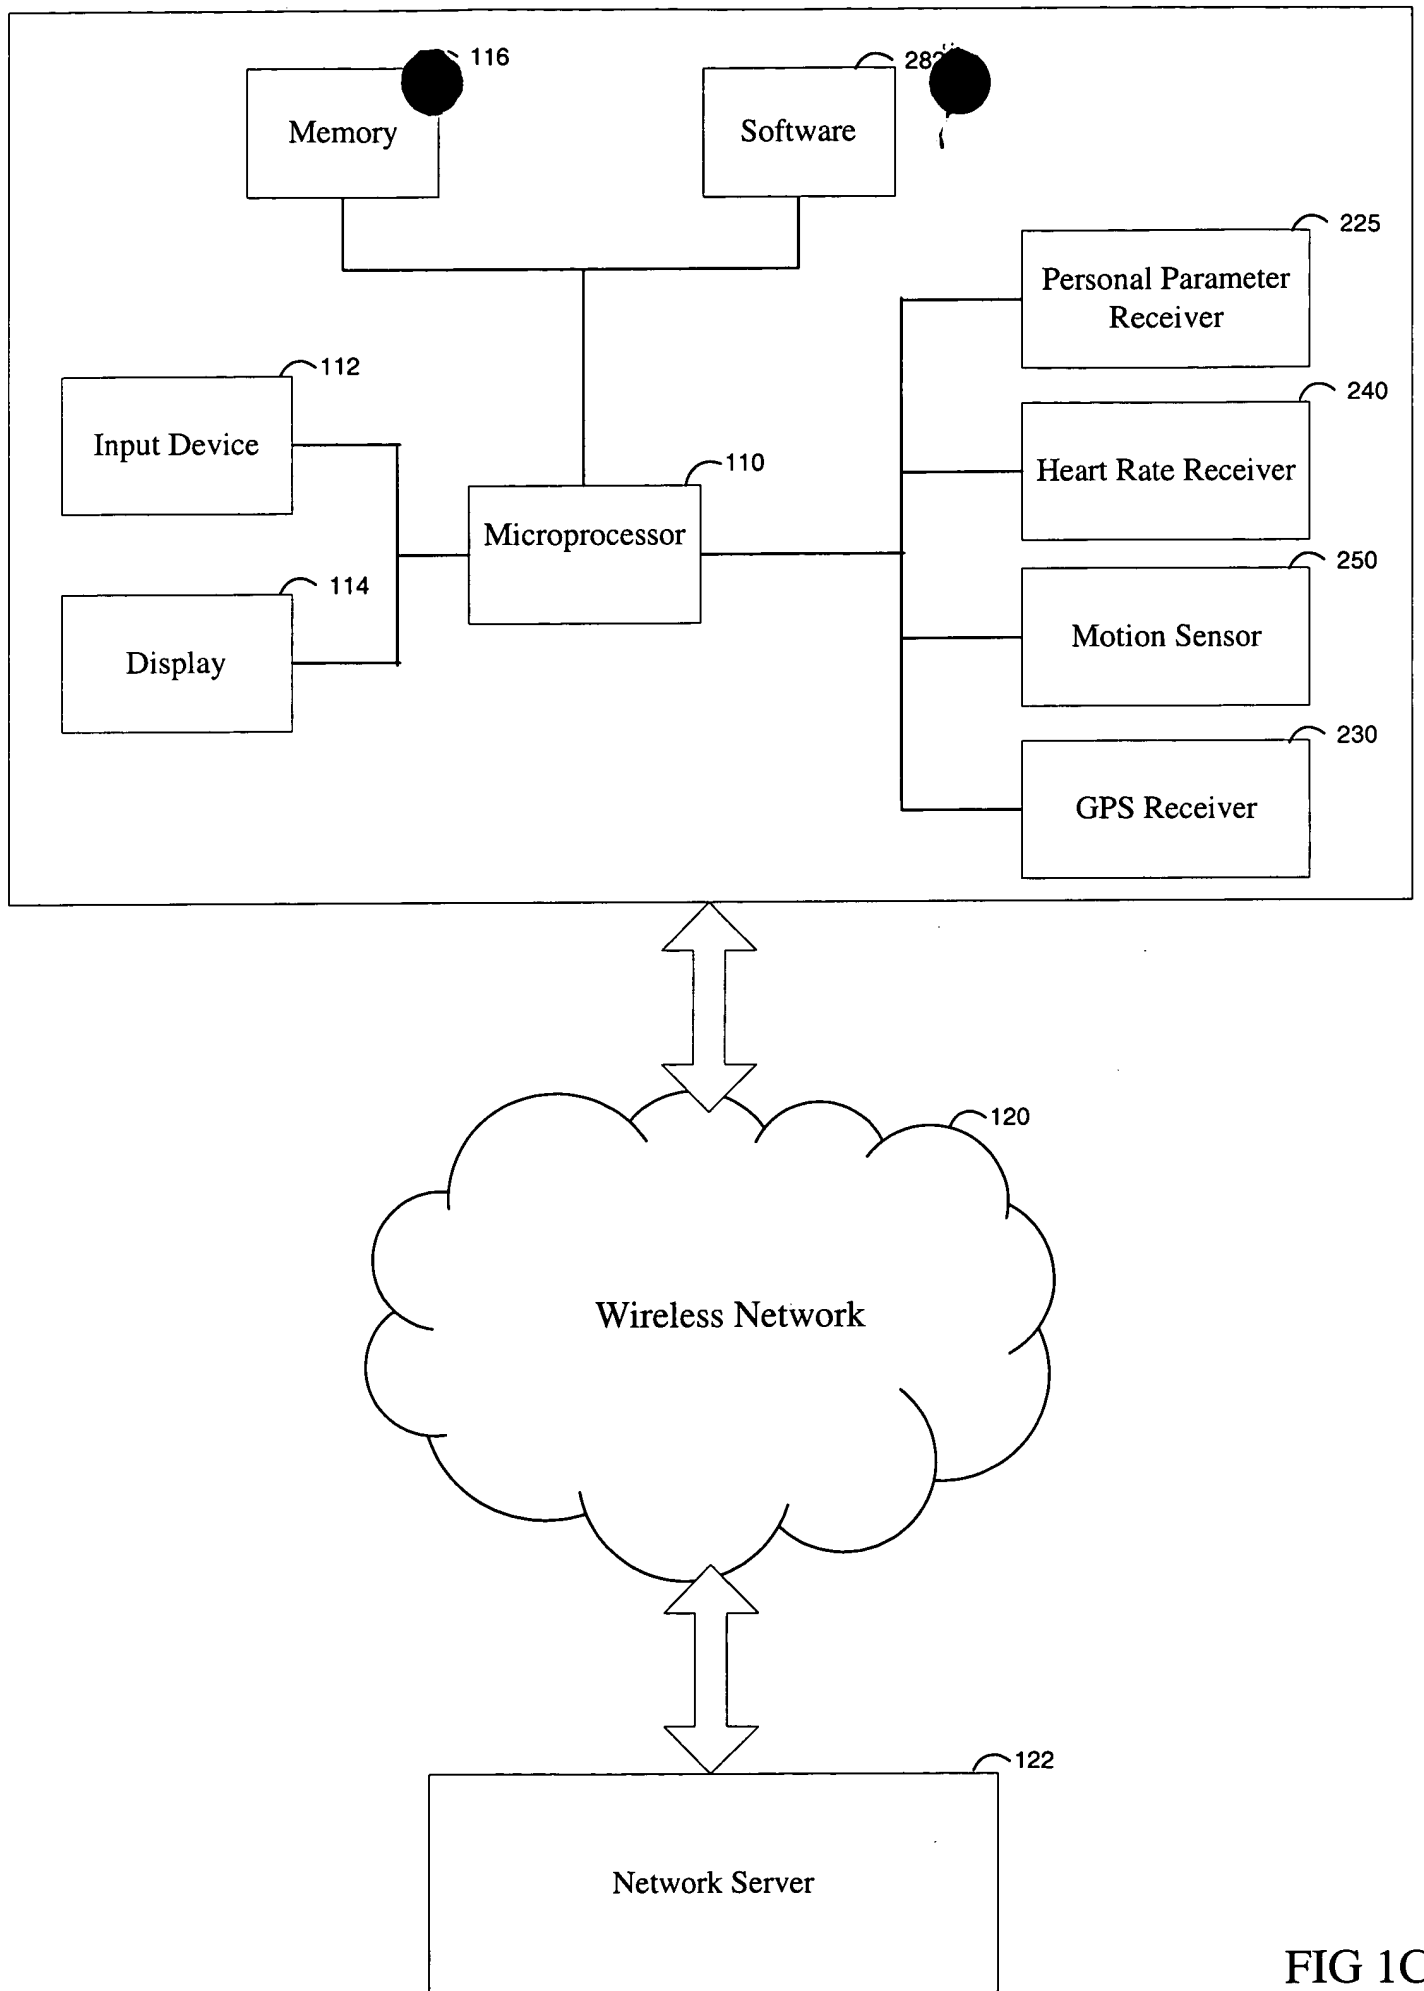 116
282
Memory
Software
225
Personal Parameter
Receiver
112
Input Device
240
Heart Rate Receiver
110
Microprocessor
250
Motion Sensor
114
Display
230
GPS Receiver
120
Wireless Network
122
Network Server
FIG 1C